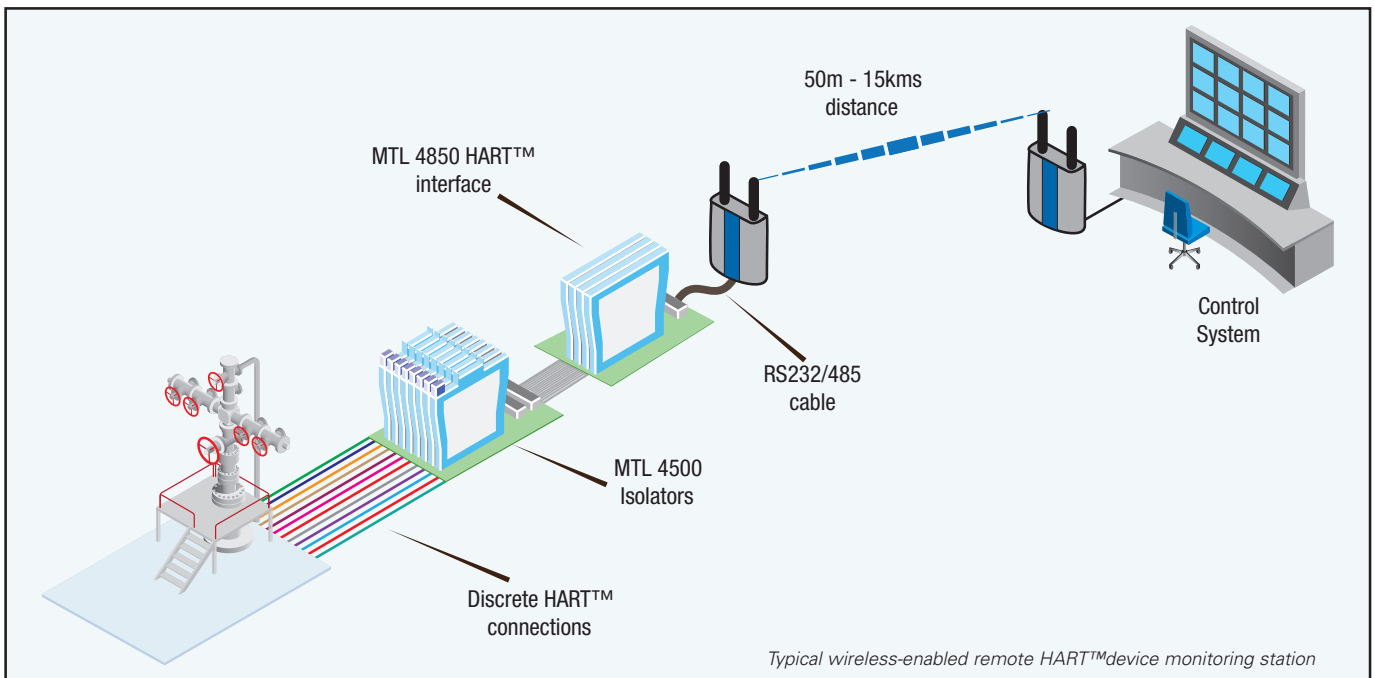 50m - 15kms
distance
MTL 4850 HART™
interface
Control
System
RS232/485
cable
MTL 4500
Isolators
Discrete HART™
connections
Typical wireless-enabled remote HART™device monitoring station